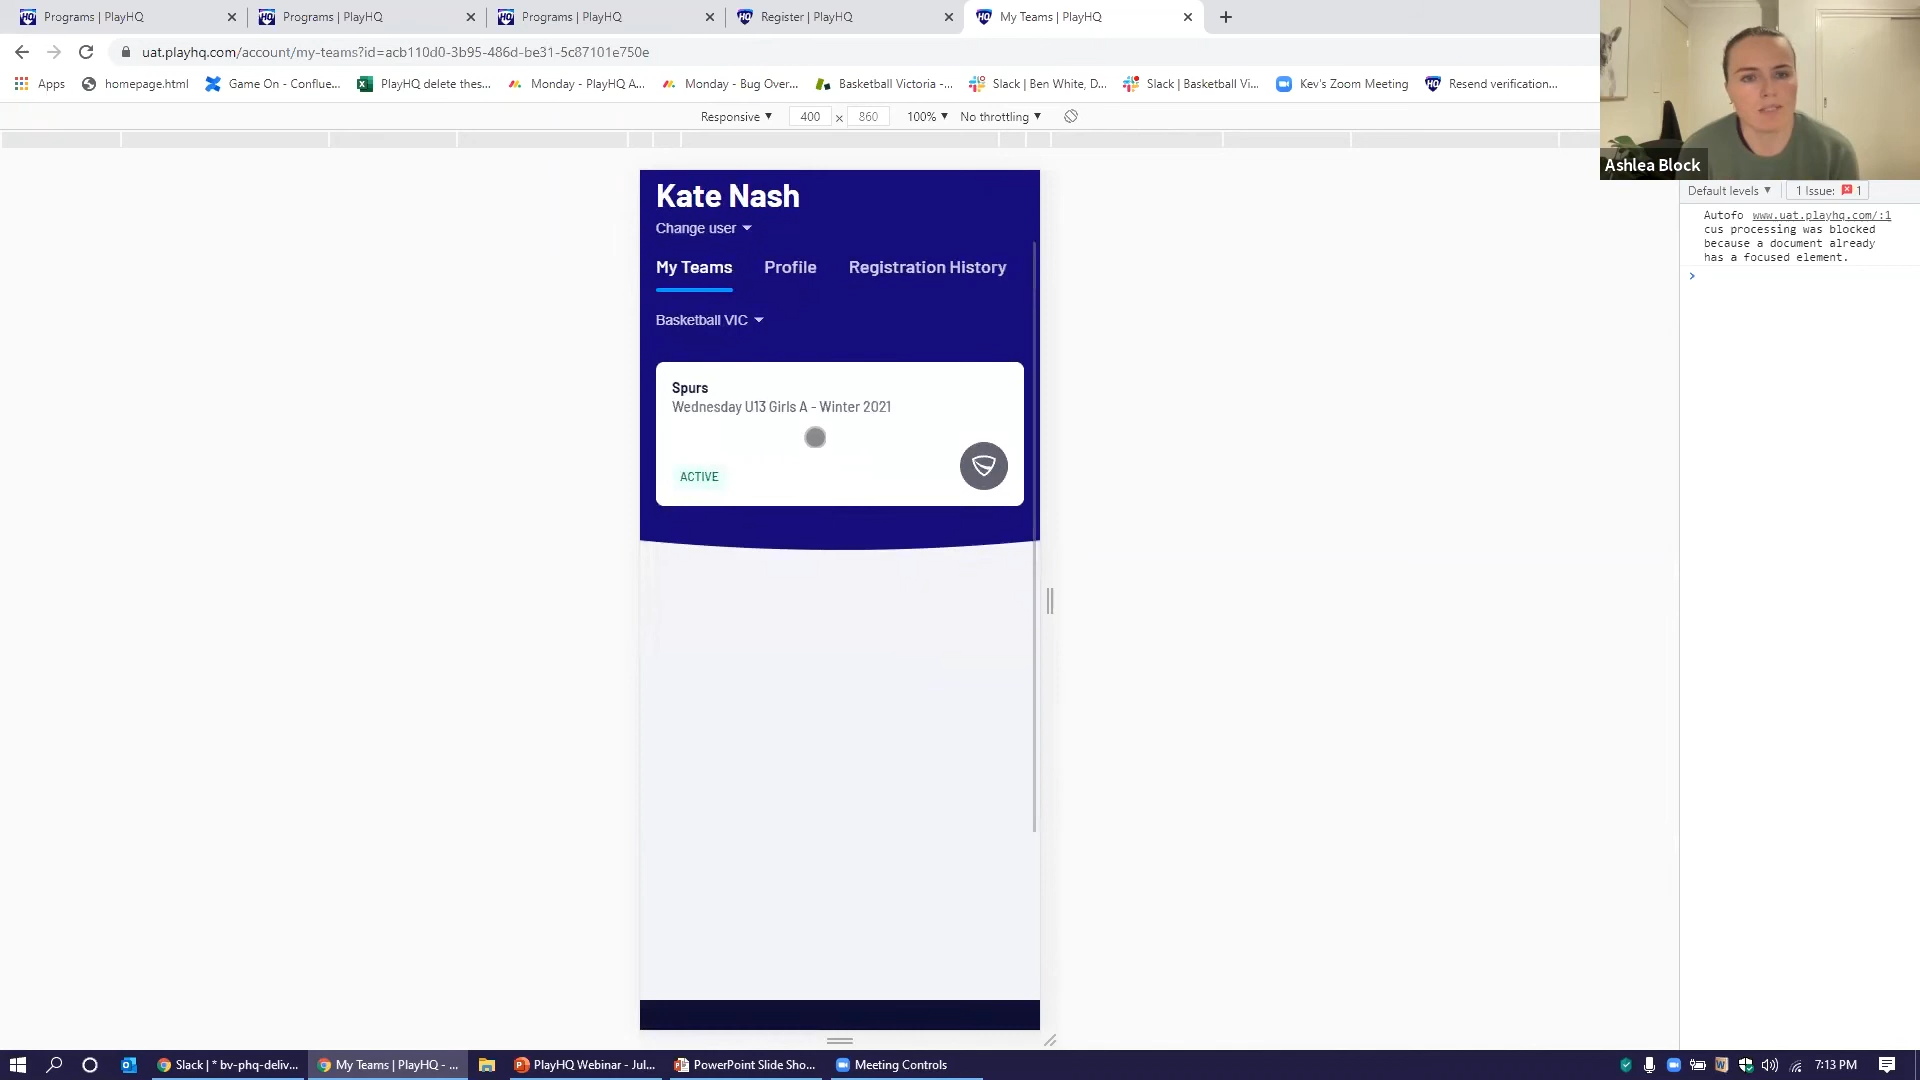 Programs | PlayHQ
Programs | PlayHQ
Programs | PlayHQ
Register | PlayHQ
My Teams | PlayHQ
uat.playhq.com/account/my-teams?id=acb110d0-3b95-486d-be31-5c87101e750e
Apps
homepage.html
Game On - Conflue...
PlayHQ delete thes...
Monday - PlayHQ A...
Monday - Bug Over...
Basketball Victoria -...
Slack | Ben White, D...
Slack | Basketball Vi...
Kev's Zoom Meeting
Resend verification...
Responsive
400 x 860
100%
No throttling
Ashlea Block
Default levels
1 Issue: 1
Autofo www.uat.playhq.com/:1
cus processing was blocked
because a document already
has a focused element.
Kate Nash
Change user
My Teams
Profile
Registration History
Basketball VIC
Spurs
Wednesday U13 Girls A - Winter 2021
ACTIVE
Slack | * bv-phq-deliv...
My Teams | PlayHQ - ...
PlayHQ Webinar - Jul...
PowerPoint Slide Sho...
Meeting Controls
7:13 PM